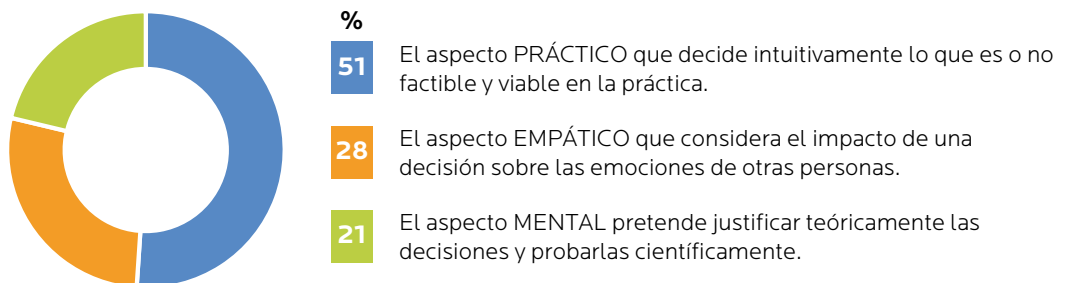 %
51
El aspecto PRÁCTICO que decide intuitivamente lo que es o no
factible y viable en la práctica.
28
El aspecto EMPÁTICO que considera el impacto de una
decisión sobre las emociones de otras personas.
21
El aspecto MENTAL pretende justificar teóricamente las
decisiones y probarlas científicamente.